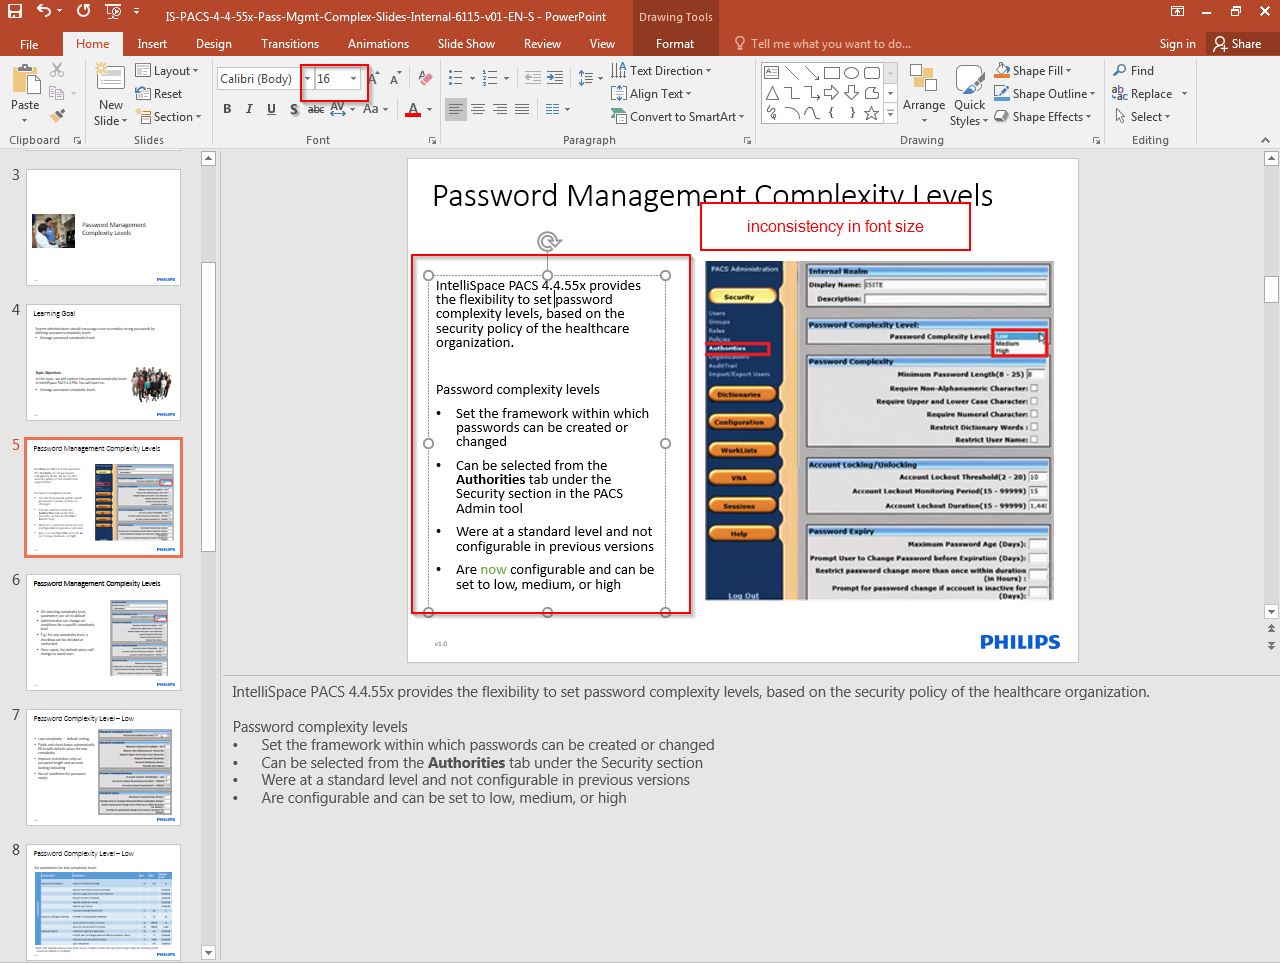 IS-PACS-4-4-55x-Pass-Mgmt-Complex-Slides-Internal-6115-v01-EN-S - PowerPoint
Drawing Tools
File
Home
Insert
Design
Transitions
Animations
Slide Show
Review
View
Format
Tell me what you want to do...
Sign in
Share
Paste
New
Slide
Layout
Reset
Section
Calibri (Body)
16
B I U S abc AV Aa A
Text Direction
Align Text
Convert to SmartArt
Arrange
Quick
Styles
Shape Fill
Shape Outline
Shape Effects
Find
Replace
Select
Clipboard
Slides
Font
Paragraph
Drawing
Editing
3
Password Management
Complexity Levels
PHILIPS
4
Learning Goal
Topic Objectives
PHILIPS
5
Password Management Complexity Levels
PHILIPS
6
Password Management Complexity Levels
PHILIPS
7
Password Complexity Level – Low
PHILIPS
8
Password Complexity Level – Low
PHILIPS
Password Management Complexity Levels
inconsistency in font size
IntelliSpace PACS 4.4.55x provides
the flexibility to set password
complexity levels, based on the
security policy of the healthcare
organization.
Password complexity levels
• Set the framework within which
passwords can be created or
changed
• Can be selected from the
Authorities tab under the
Security section in the PACS
Admin tool
• Were at a standard level and not
configurable in previous versions
• Are now configurable and can be
set to low, medium, or high
PACS Administration
Security
Users
Groups
Roles
Policies
Authorities
Organizations
AuditTrail
Import/Export Users
Dictionaries
Configuration
WorkLists
VNA
Sessions
Help
Log Out
Internal Realm
Display Name: ISITE
Description:
Password Complexity Level:
Password Complexity Level: Low
Medium
High
Password Complexity
Minimum Password Length(8 - 25) 8
Require Non-Alphanumeric Character:
Require Upper and Lower Case Character:
Require Numeral Character:
Restrict Dictionary Words :
Restrict User Name:
Account Locking/Unlocking
Account Lockout Threshold(2 - 20) 10
Account Lockout Monitoring Period(15 - 99999) 15
Account Lockout Duration(15 - 99999) 1,44
Password Expiry
Maximum Password Age (Days):
Prompt User to Change Password before Expiration (Days):
Restrict password change more than once within duration
(in Hours) :
Prompt for password change if account is inactive for
(Days):
v1.0
PHILIPS
IntelliSpace PACS 4.4.55x provides the flexibility to set password complexity levels, based on the security policy of the healthcare organization.
Password complexity levels
• Set the framework within which passwords can be created or changed
• Can be selected from the Authorities tab under the Security section
• Were at a standard level and not configurable in previous versions
• Are configurable and can be set to low, medium, or high